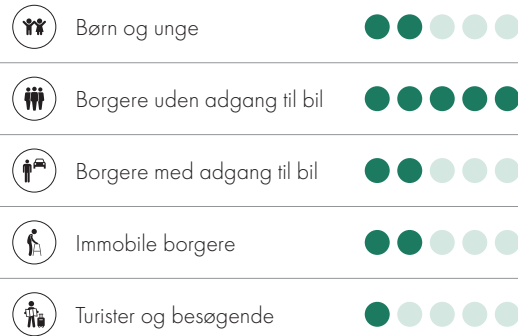 Børn og unge
Borgere uden adgang til bil
Borgere med adgang til bil
Immobile borgere
Turister og besøgende